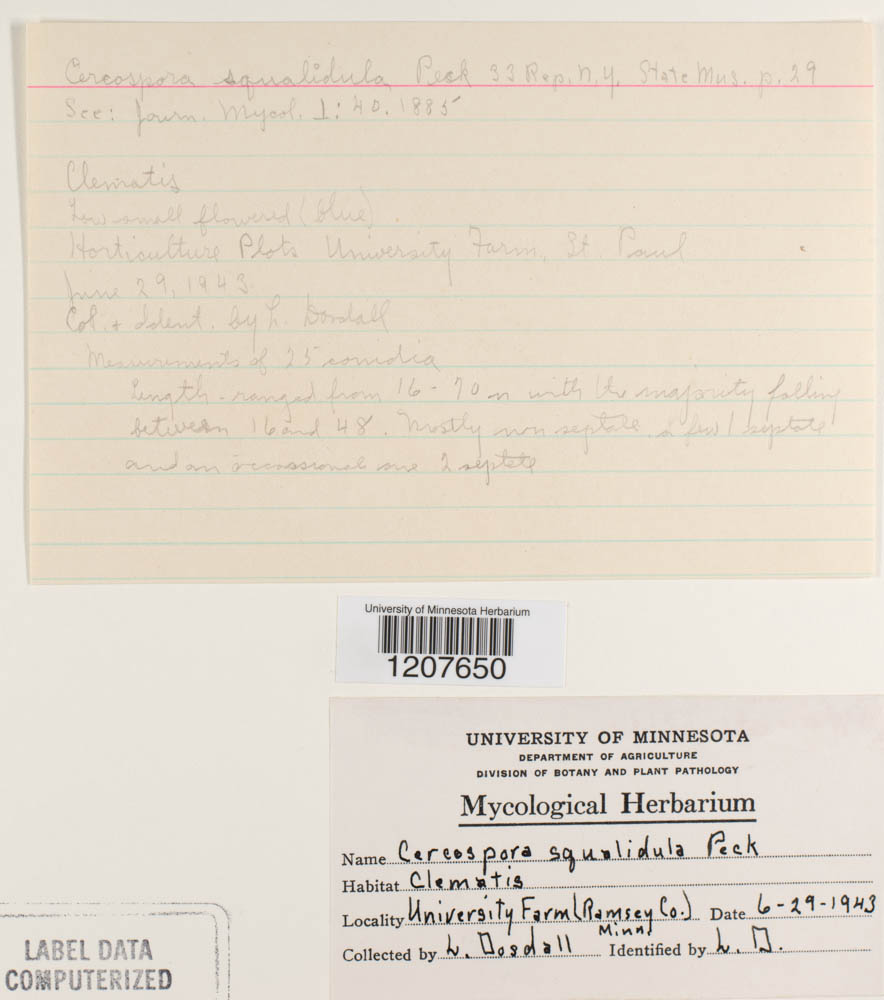 Cercospora squalidula Peck 33 Rep. N.Y. State Mus. p. 29
See: Journ. Mycol. 1: 40. 1885
Clematis
Low small flowered (blue).
Horticulture Plots University Farm, St. Paul
June 29, 1943
Col. + Ident. by L. Dosdall
Measurements of 25 conidia
Length - ranged from 16 - 70 u with the majority falling
between 16 and 48. Mostly non septate a few 1 septate
and an occassional one 2 septate
University of Minnesota Herbarium
1207650
UNIVERSITY OF MINNESOTA
DEPARTMENT OF AGRICULTURE
DIVISION OF BOTANY AND PLANT PATHOLOGY
Mycological Herbarium
Name Cercospora squalidula Peck
Habitat Clematis
Locality University Farm (Ramsey Co.) Minn Date 6-29-1943
Collected by L. Dosdall Identified by L. D.
LABEL DATA
COMPUTERIZED